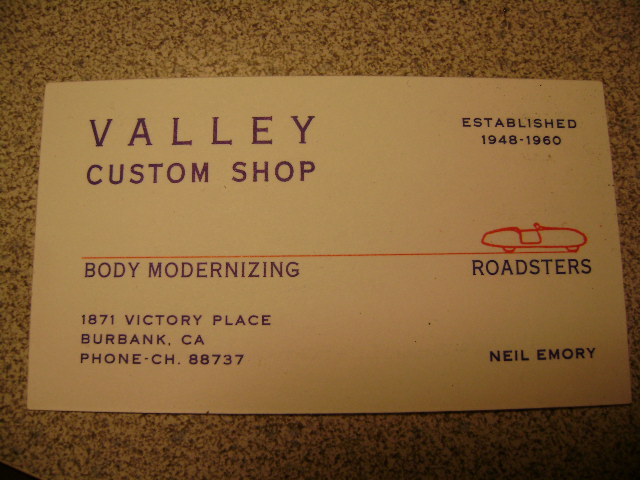 VALLEY
CUSTOM SHOP
ESTABLISHED
1948-1960
BODY MODERNIZING
ROADSTERS
1871 VICTORY PLACE
BURBANK, CA
PHONE-CH. 88737
NEIL EMORY